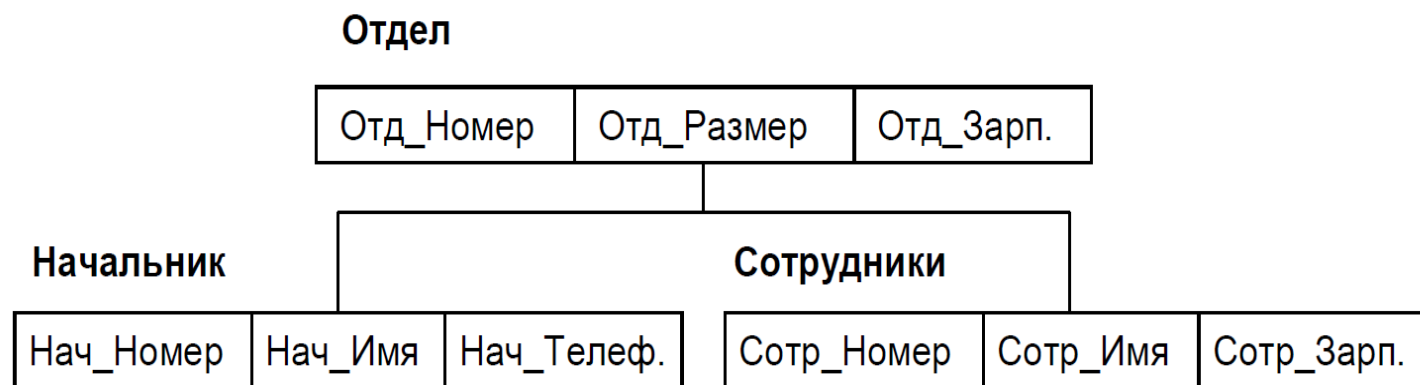 Отдел
Отд_Номер Отд_Размер Отд_Зарп.
Начальник Сотрудники
Нач_Номер Нач_Имя Нач_Телеф. Сотр_Номер Сотр_Имя Сотр_Зарп.